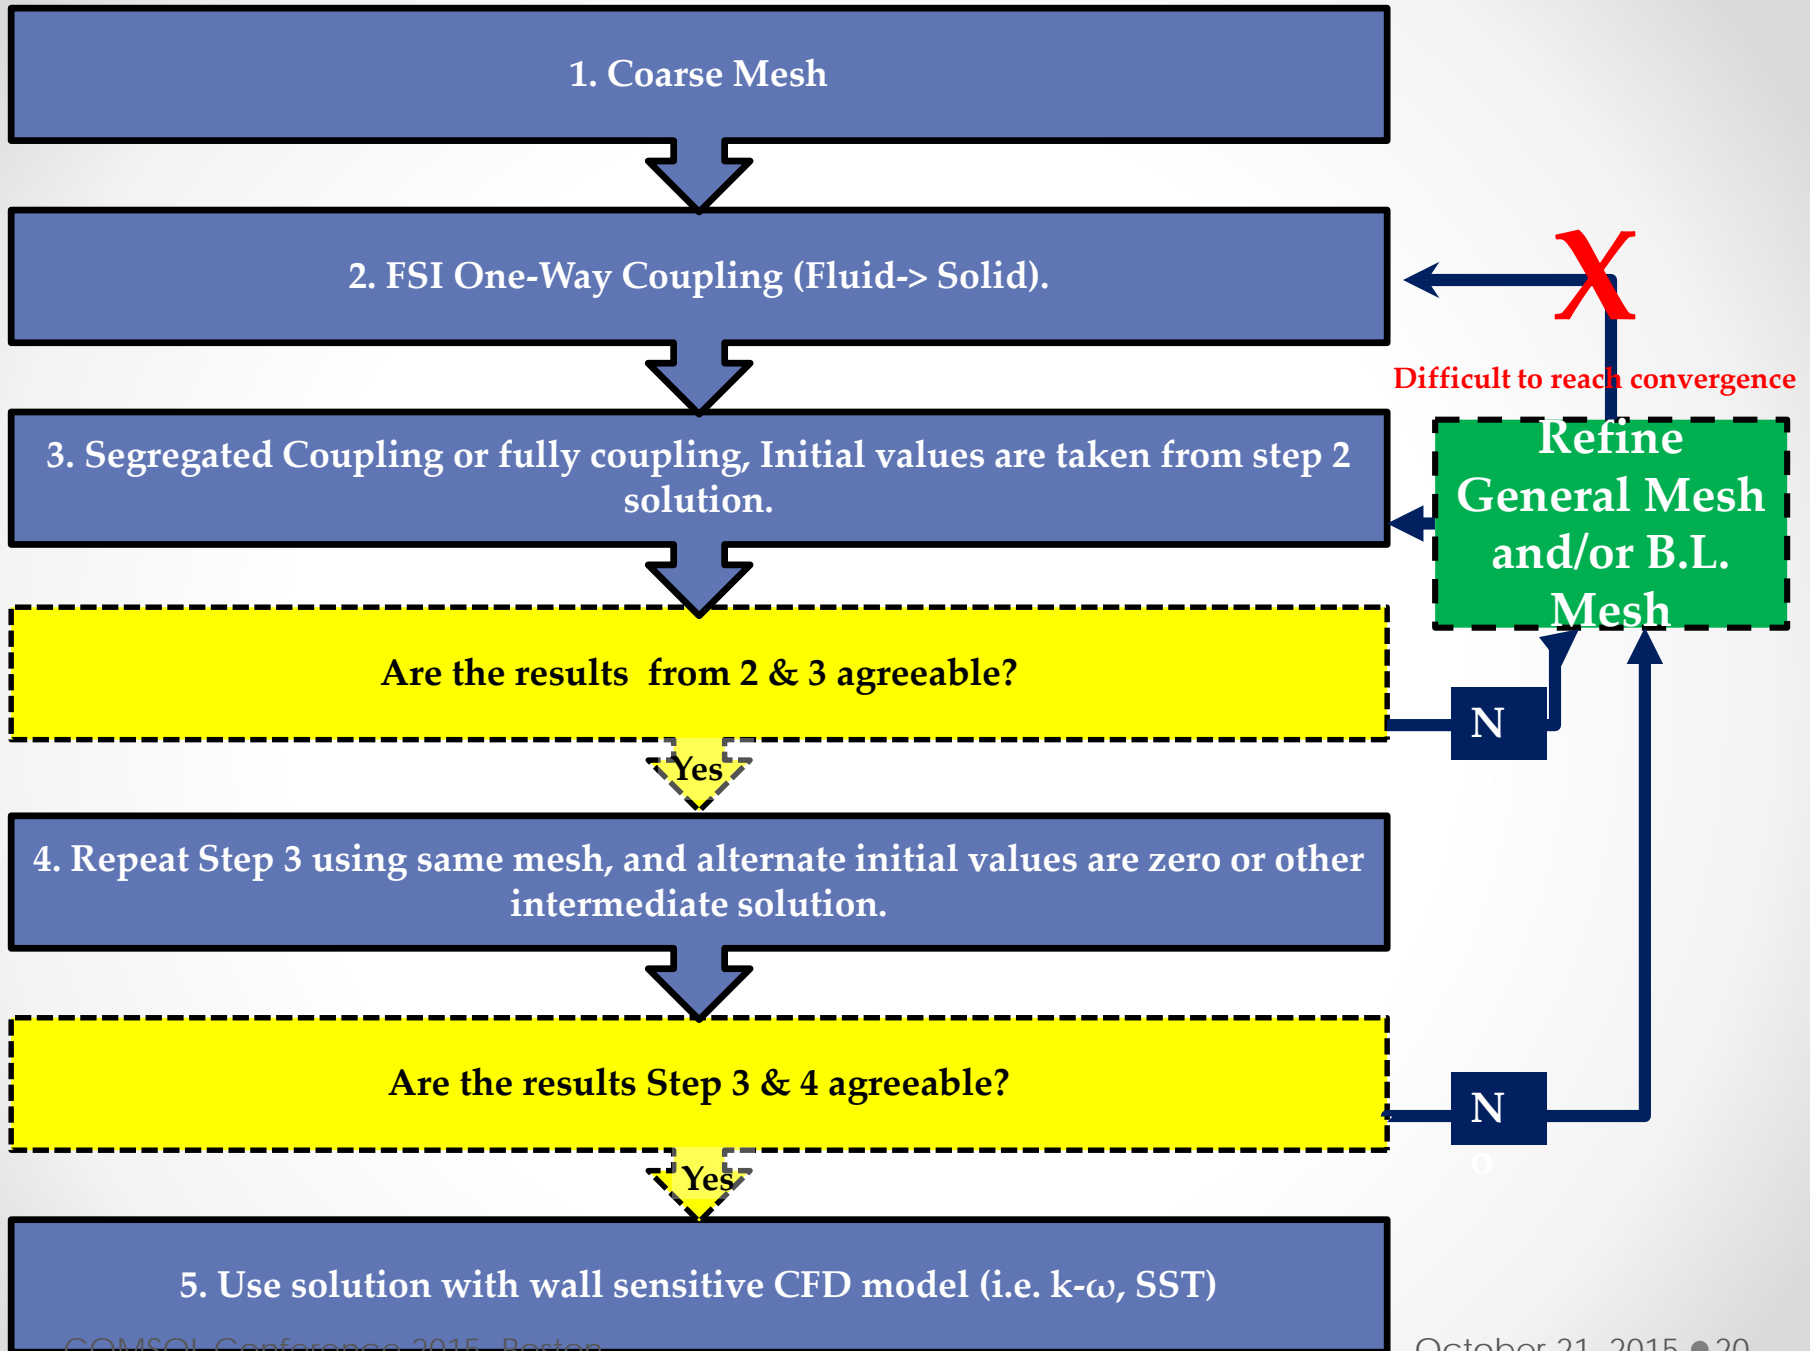 1. Coarse Mesh
2. FSI One-Way Coupling (Fluid-> Solid).
X
Difficult to reach convergence
3. Segregated Coupling or fully coupling, Initial values are taken from step 2
solution.
Refine
General Mesh
and/or B.L.
Mesh
Are the results from 2 & 3 agreeable?
N
Yes
4. Repeat Step 3 using same mesh, and alternate initial values are zero or other
intermediate solution.
Are the results Step 3 & 4 agreeable?
N
o
Yes
5. Use solution with wall sensitive CFD model (i.e. k-ω, SST)
COMSOL Conference 2015, Boston
October 21, 2015 ●20